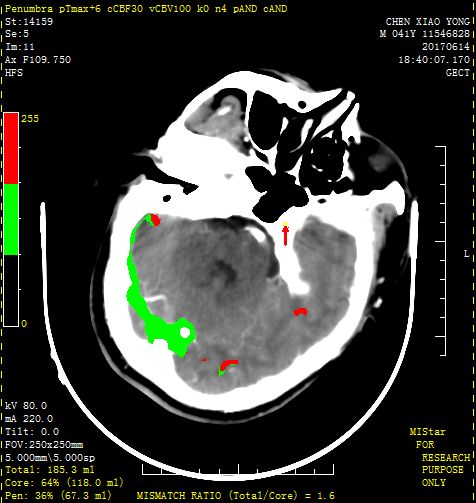 Penumbra pTmax+6 cCBF30 vCBV100 k0 n4 pAND cAND
St:14159
CHEN XIAO YONG
Se:5
M 041Y 11546828
Im:11
20170614
Ax F109.750
18:40:07.170
HFS
GECT
255
L
0
kV 80.0
mA 220.0
Tilt: 0.0
MIStar
FOV:250x250mm
FOR
5.000mm\5.000sp
RESEARCH
Total: 185.3 ml
PURPOSE
Core: 64% (118.0 ml)
ONLY
Pen: 36% (67.3 ml)
MISMATCH RATIO (Total/Core) = 1.6